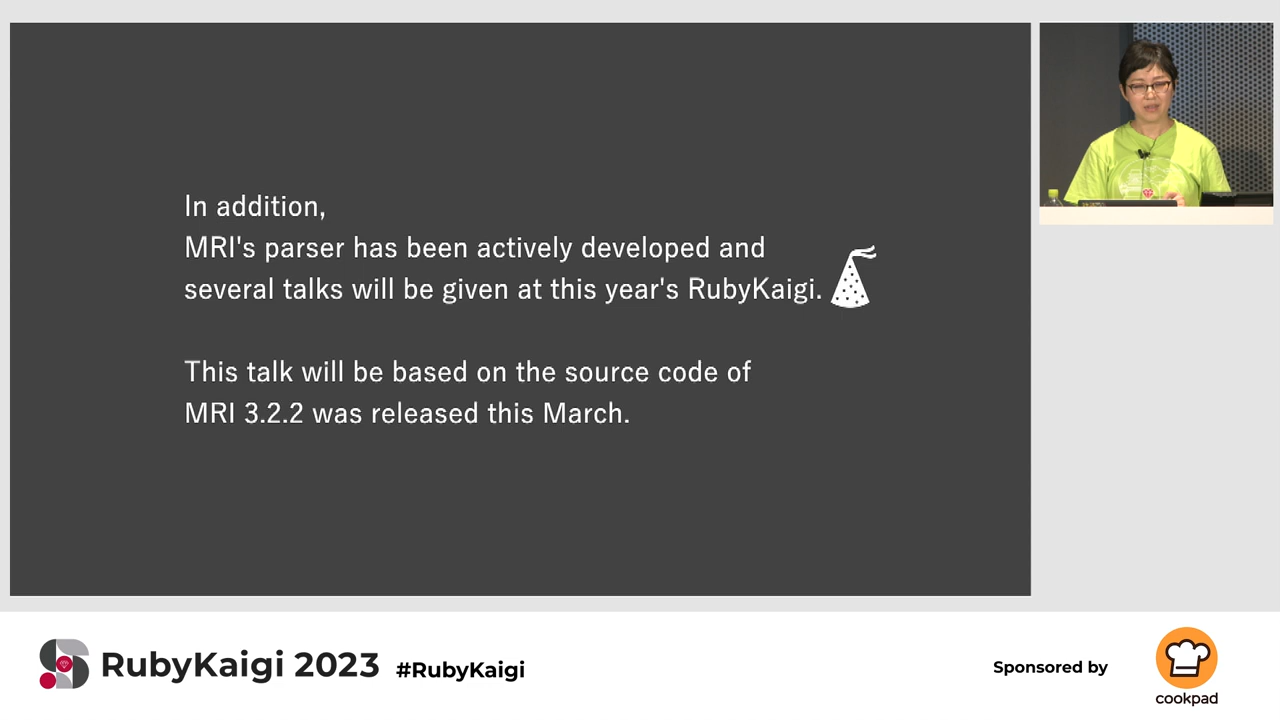 In addition,
MRI's parser has been actively developed and
several talks will be given at this year's RubyKaigi.
This talk will be based on the source code of
MRI 3.2.2 was released this March.
RubyKaigi 2023 #RubyKaigi
Sponsored by
cookpad